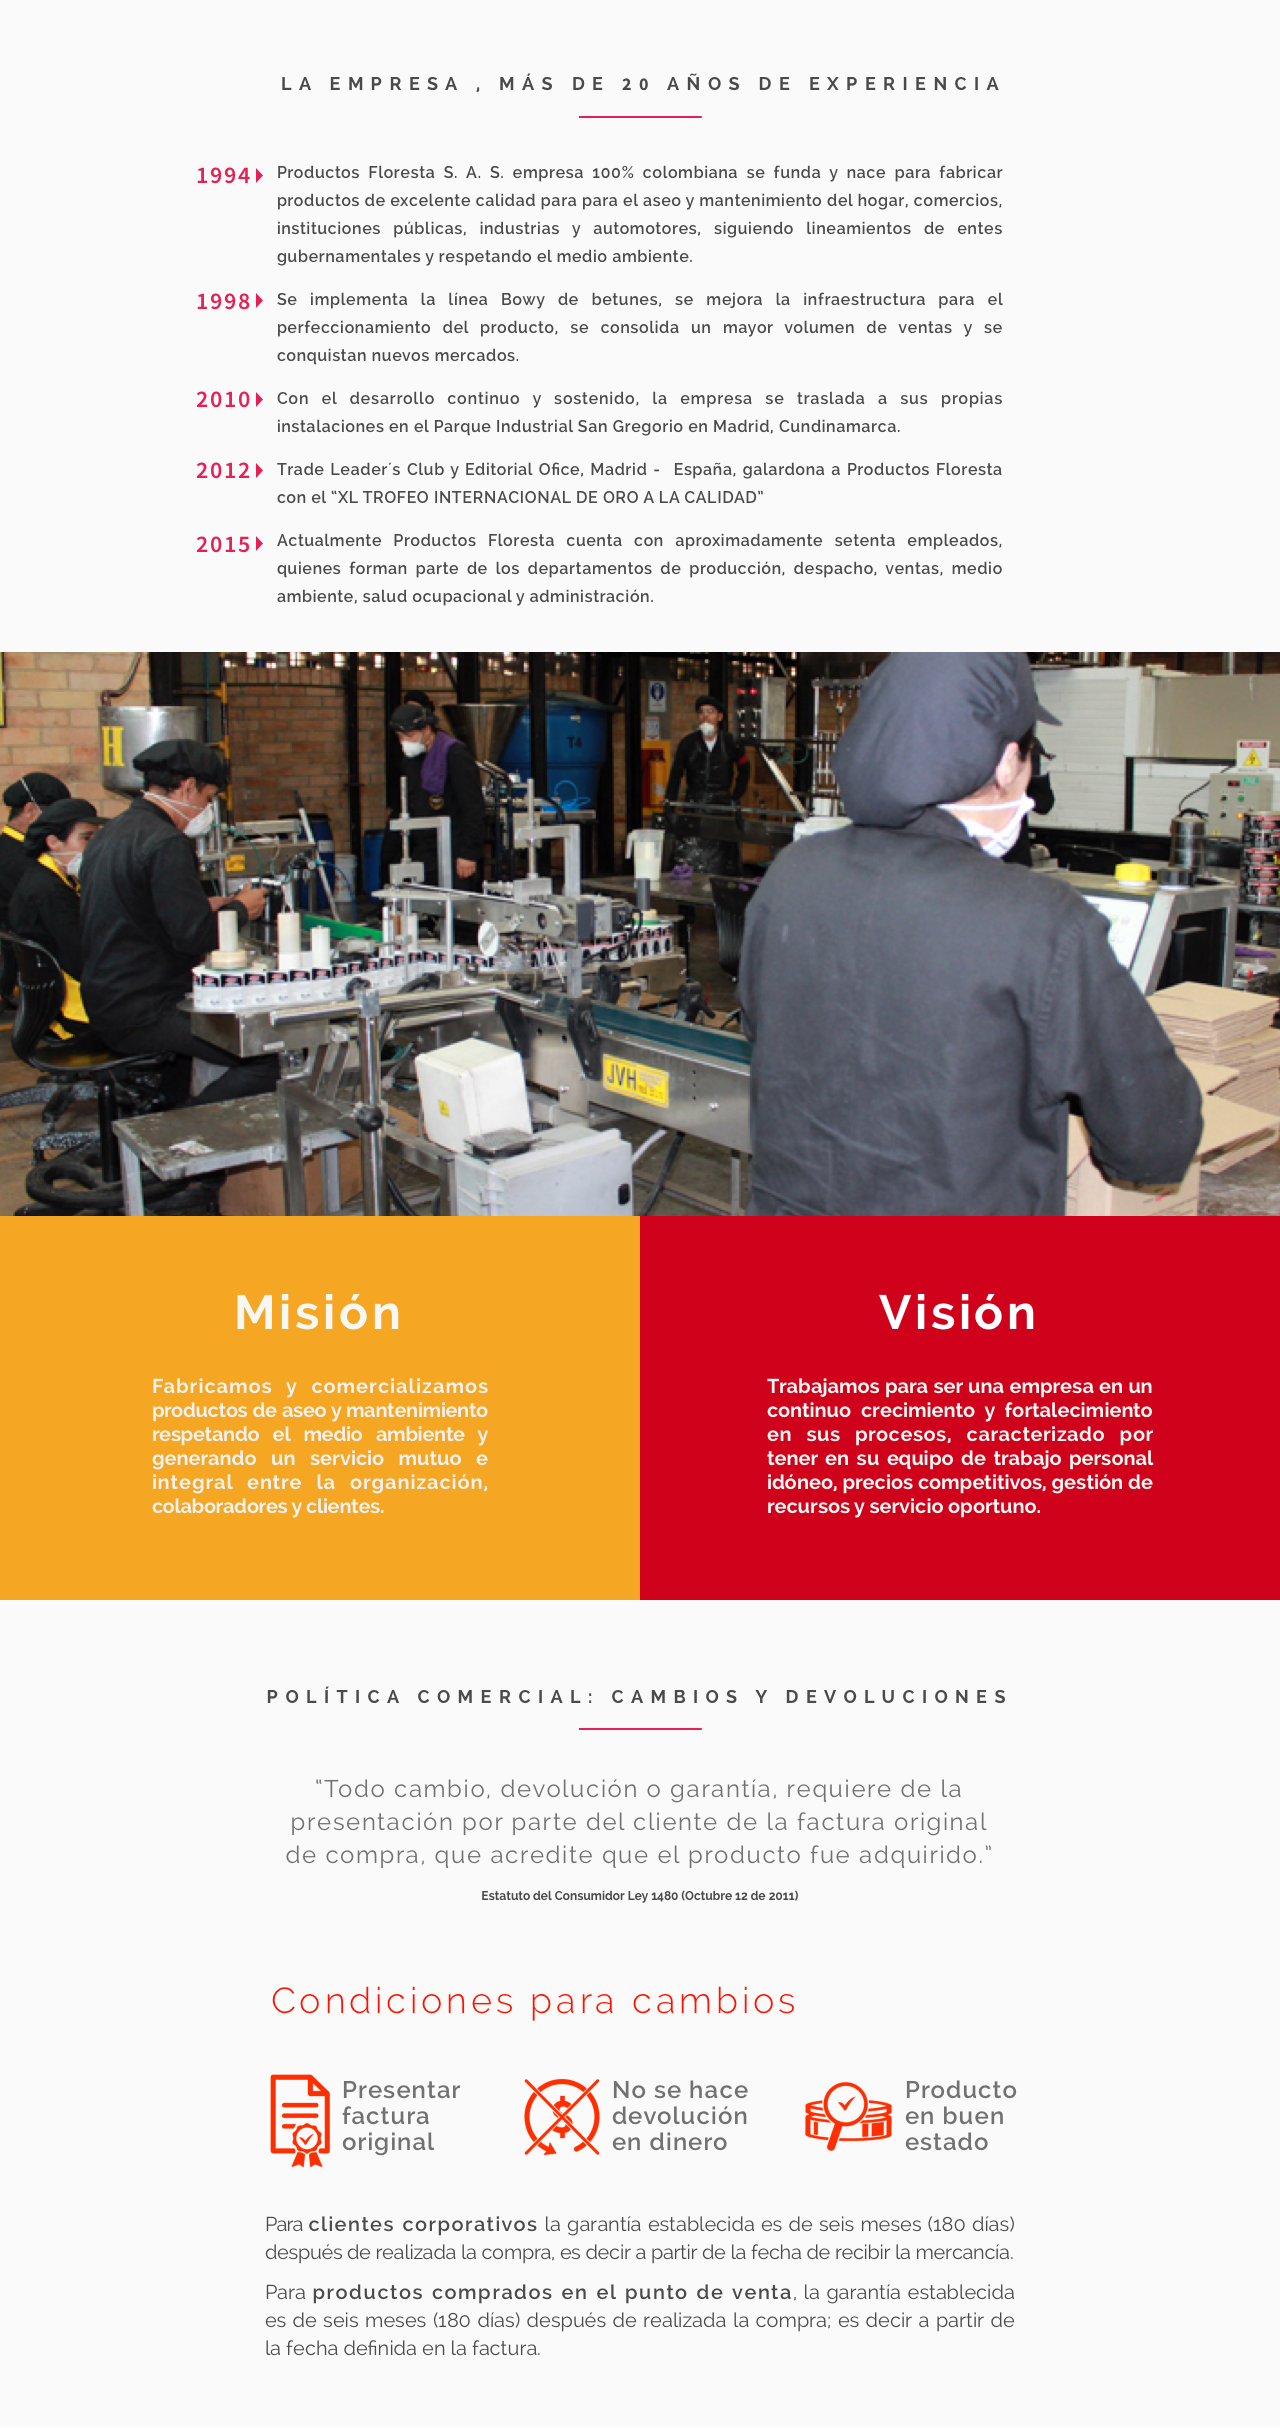 LA EMPRESA , MÁS DE 20 AÑOS DE EXPERIENCIA
1994 Productos Floresta S. A. S. empresa 100% colombiana se funda y nace para fabricar
productos de excelente calidad para para el aseo y mantenimiento del hogar, comercios,
instituciones públicas, industrias y automotores, siguiendo lineamientos de entes
gubernamentales y respetando el medio ambiente.
1998 Se implementa la línea Bowy de betunes, se mejora la infraestructura para el
perfeccionamiento del producto, se consolida un mayor volumen de ventas y se
conquistan nuevos mercados.
2010 Con el desarrollo continuo y sostenido, la empresa se traslada a sus propias
instalaciones en el Parque Industrial San Gregorio en Madrid, Cundinamarca.
2012 Trade Leader´s Club y Editorial Ofice, Madrid - España, galardona a Productos Floresta
con el “XL TROFEO INTERNACIONAL DE ORO A LA CALIDAD”
2015 Actualmente Productos Floresta cuenta con aproximadamente setenta empleados,
quienes forman parte de los departamentos de producción, despacho, ventas, medio
ambiente, salud ocupacional y administración.
H
T4
JVH
Misión
Fabricamos y comercializamos
productos de aseo y mantenimiento
respetando el medio ambiente y
generando un servicio mutuo e
integral entre la organización,
colaboradores y clientes.
Visión
Trabajamos para ser una empresa en un
continuo crecimiento y fortalecimiento
en sus procesos, caracterizado por
tener en su equipo de trabajo personal
idóneo, precios competitivos, gestión de
recursos y servicio oportuno.
POLÍTICA COMERCIAL: CAMBIOS Y DEVOLUCIONES
“Todo cambio, devolución o garantía, requiere de la
presentación por parte del cliente de la factura original
de compra, que acredite que el producto fue adquirido.”
Estatuto del Consumidor Ley 1480 (Octubre 12 de 2011)
Condiciones para cambios
Presentar
factura
original
No se hace
devolución
en dinero
Producto
en buen
estado
Para clientes corporativos la garantía establecida es de seis meses (180 días)
después de realizada la compra, es decir a partir de la fecha de recibir la mercancía.
Para productos comprados en el punto de venta, la garantía establecida
es de seis meses (180 días) después de realizada la compra; es decir a partir de
la fecha definida en la factura.